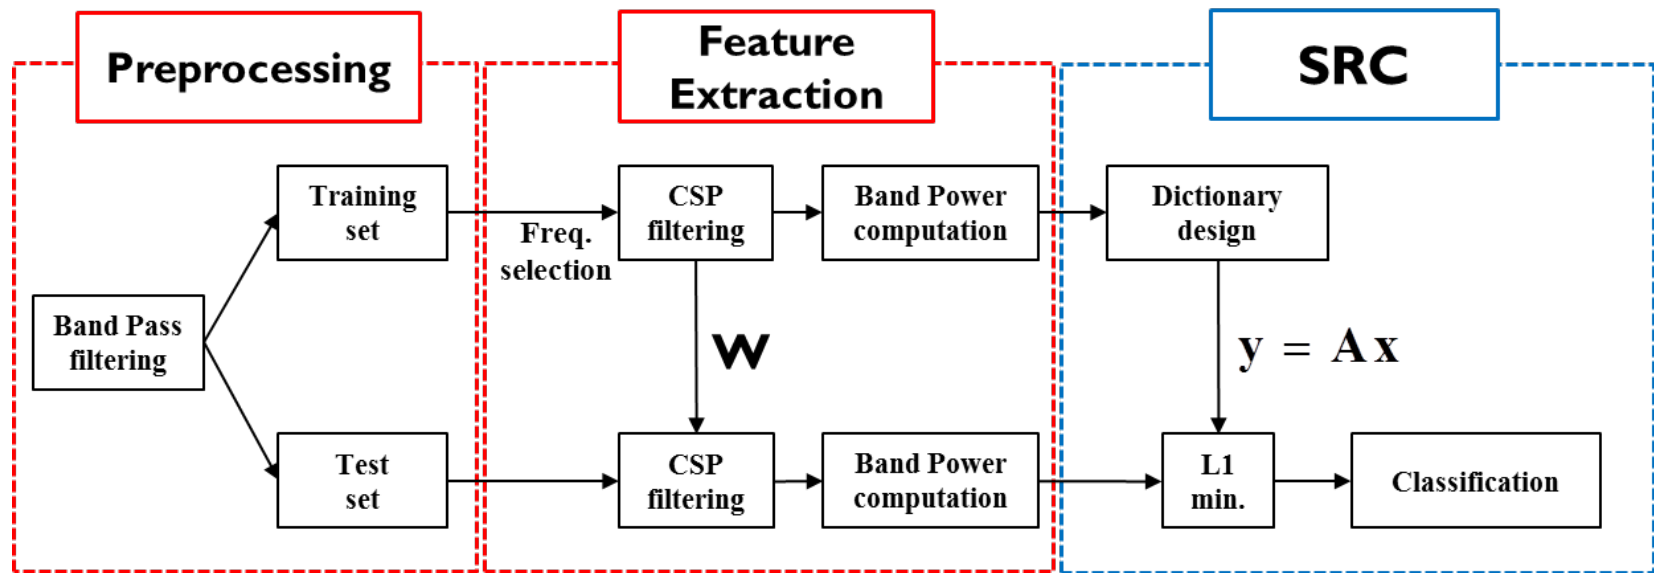 Preprocessing
Feature
Extraction
SRC
Training
set
Freq.
selection
CSP
filtering
Band Power
computation
Dictionary
design
Band Pass
filtering
W
y = A x
Test
set
CSP
filtering
Band Power
computation
L1
min.
Classification